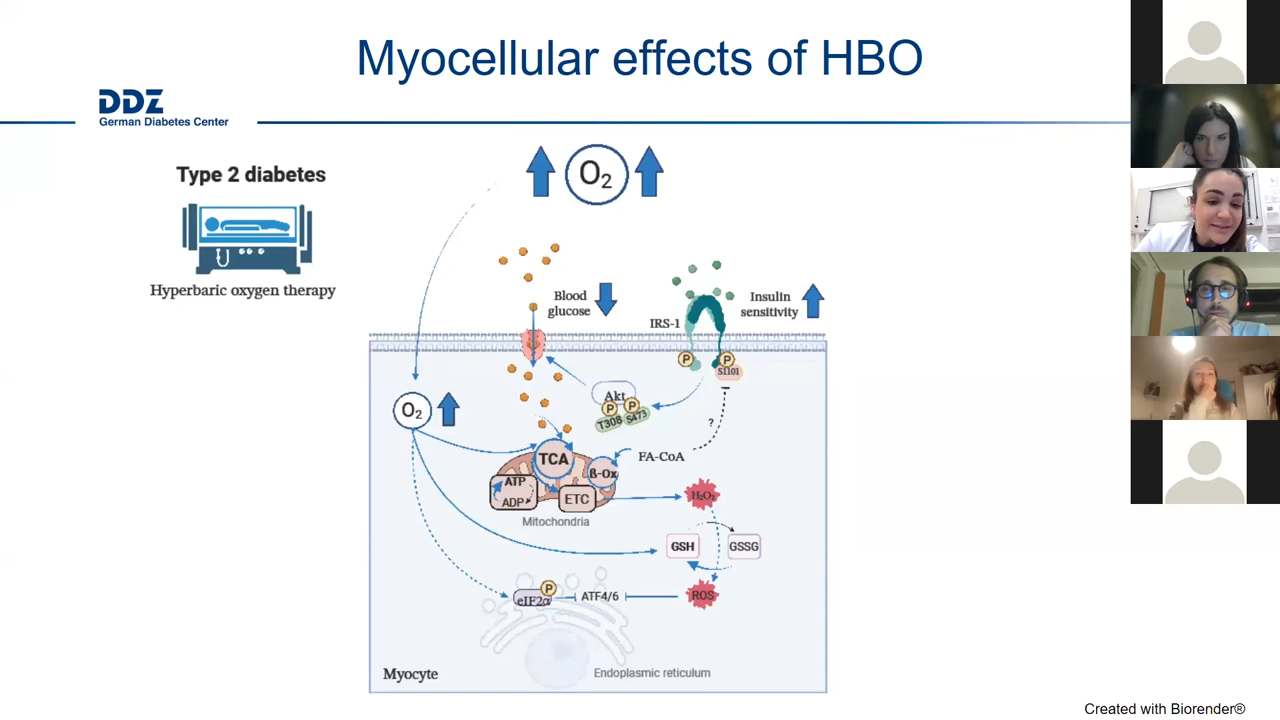 Myocellular effects of HBO
DDZ
German Diabetes Center
Type 2 diabetes
Hyperbaric oxygen therapy
O₂
Blood
glucose
IRS-1
Insulin
sensitivity
P
P
S1101
Akt
P
P
T308
S473
O₂
?
TCA
ß-Ox
FA-CoA
ATP
ADP
ETC
H₂O₂
Mitochondria
GSH
GSSG
P
eIF2α
ATF4/6
ROS
Myocyte
Endoplasmic reticulum
Created with Biorender®